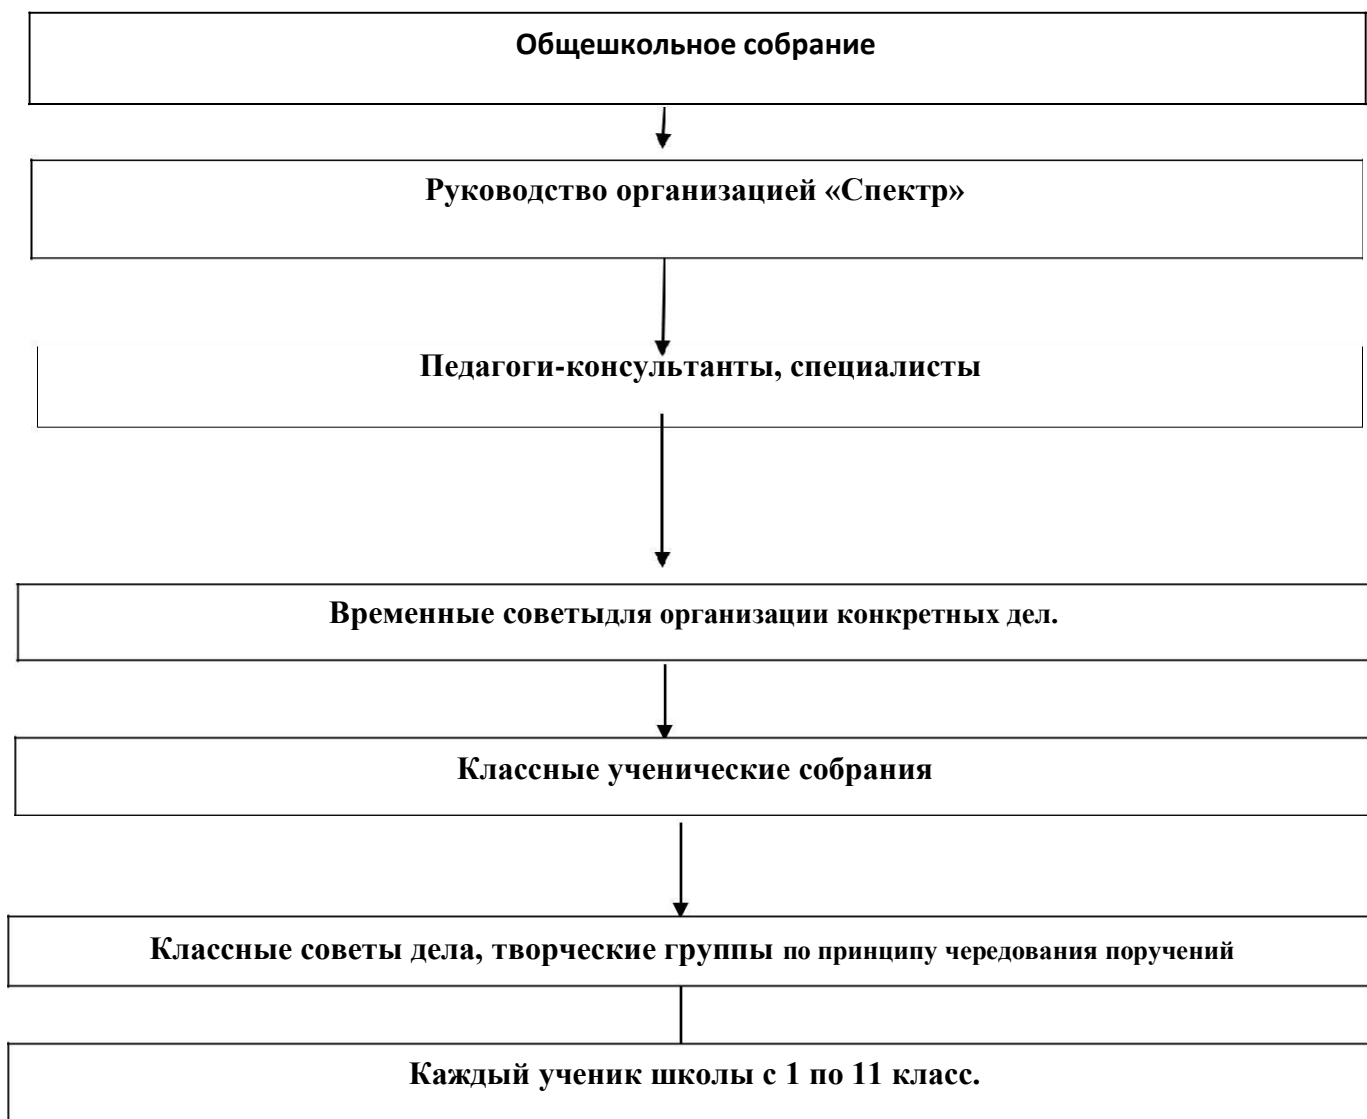 Общешкольное собрание
Руководство организацией «Спектр»
Педагоги-консультанты, специалисты
Временные советыдля организации конкретных дел.
Классные ученические собрания
Классные советы дела, творческие группы по принципу чередования поручений
Каждый ученик школы с 1 по 11 класс.